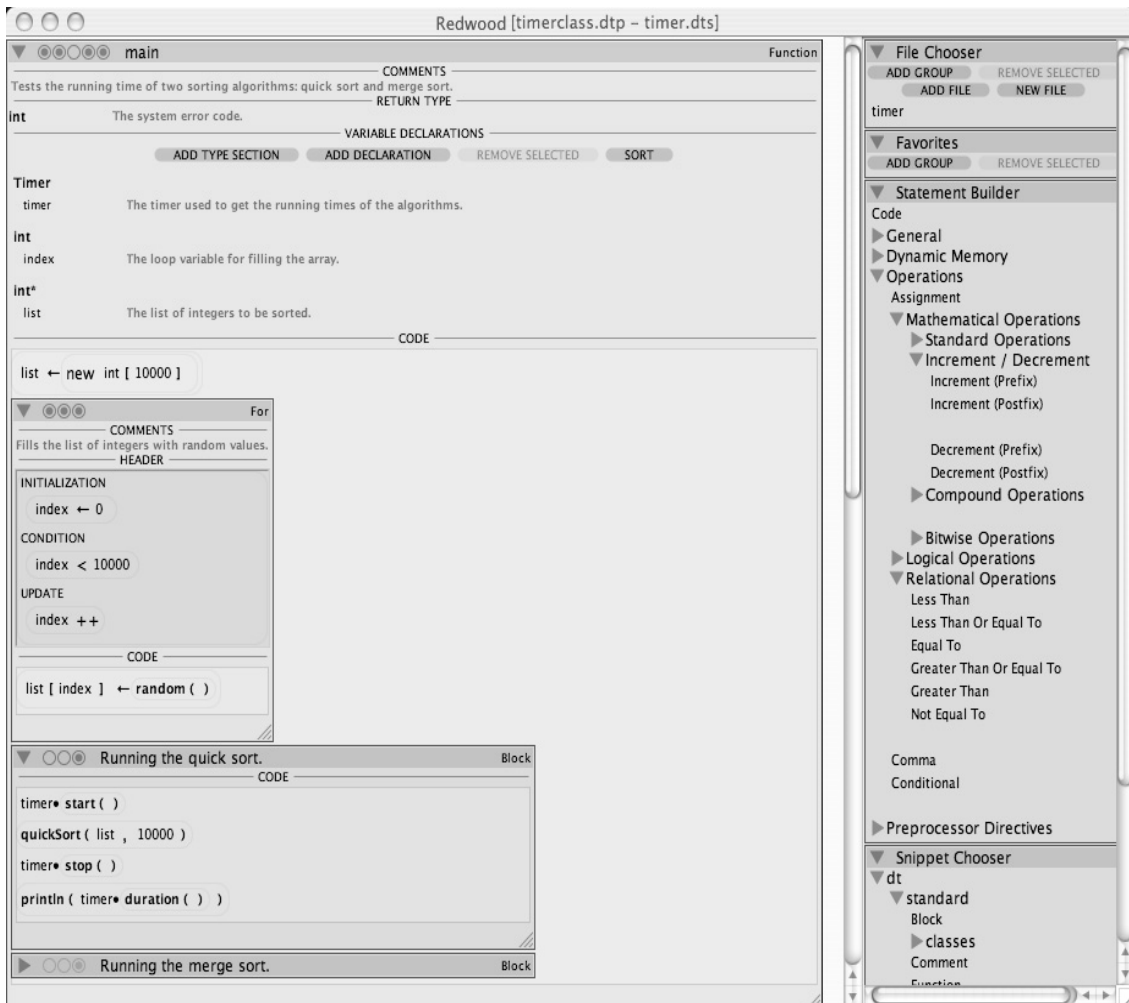 Redwood [timerclass.dtp – timer.dts]
main Function
COMMENTS
Tests the running time of two sorting algorithms: quick sort and merge sort.
RETURN TYPE
int The system error code.
VARIABLE DECLARATIONS
ADD TYPE SECTION ADD DECLARATION REMOVE SELECTED SORT
Timer
timer The timer used to get the running times of the algorithms.
int
index The loop variable for filling the array.
int*
list The list of integers to be sorted.
CODE
list ← new int [ 10000 ]
For
COMMENTS
Fills the list of integers with random values.
HEADER
INITIALIZATION
index ← 0
CONDITION
index < 10000
UPDATE
index ++
CODE
list [ index ] ← random ( )
Running the quick sort. Block
CODE
timer• start ( )
quickSort ( list , 10000 )
timer• stop ( )
println ( timer• duration ( ) )
Running the merge sort. Block
File Chooser
ADD GROUP REMOVE SELECTED
ADD FILE NEW FILE
timer
Favorites
ADD GROUP REMOVE SELECTED
Statement Builder
Code
General
Dynamic Memory
Operations
Assignment
Mathematical Operations
Standard Operations
Increment / Decrement
Increment (Prefix)
Increment (Postfix)
Decrement (Prefix)
Decrement (Postfix)
Compound Operations
Bitwise Operations
Logical Operations
Relational Operations
Less Than
Less Than Or Equal To
Equal To
Greater Than Or Equal To
Greater Than
Not Equal To
Comma
Conditional
Preprocessor Directives
Snippet Chooser
dt
standard
Block
classes
Comment
Function